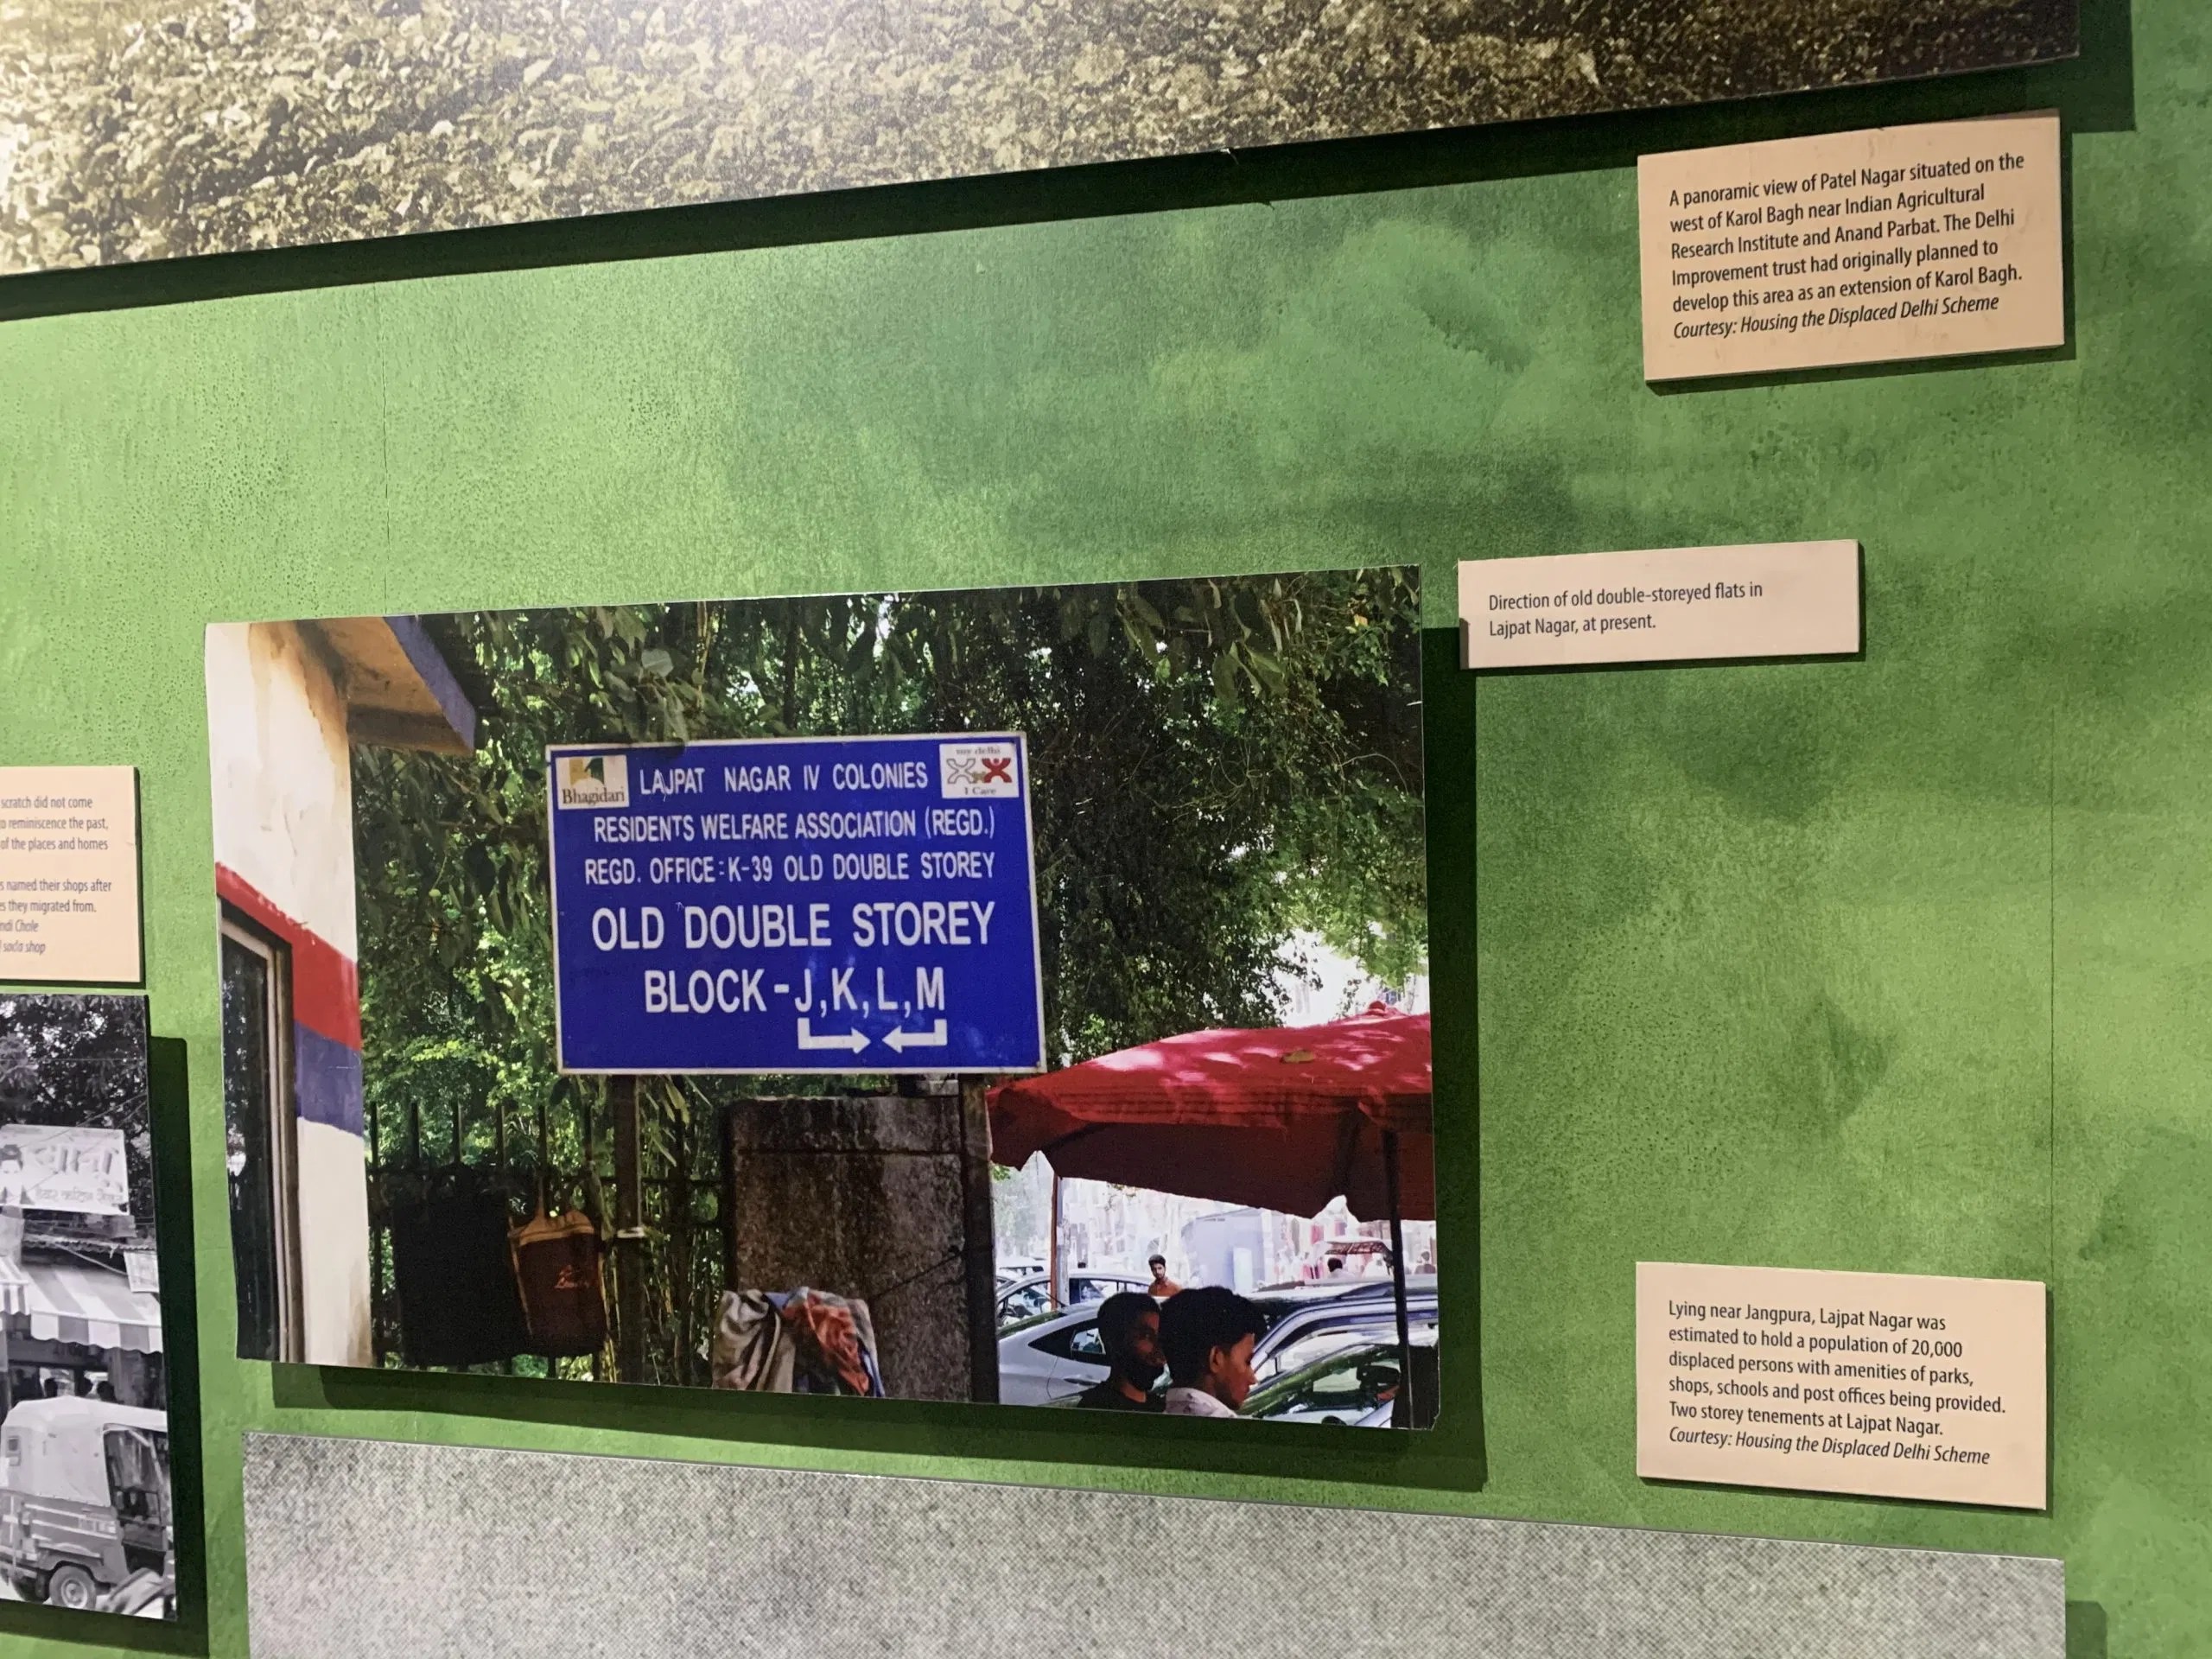 A panoramic view of Patel Nagar situated on the
west of Karol Bagh near Indian Agricultural
Research Institute and Anand Parbat. The Delhi
Improvement trust had originally planned to
develop this area as an extension of Karol Bagh.
Courtesy: Housing the Displaced Delhi Scheme
Direction of old double-storeyed flats in
Lajpat Nagar, at present.
scratch did not come
reminiscence the past,
of the places and homes
named their shops after
they migrated from.
Chole
soda shop
Bhagidari
LAJPAT NAGAR IV COLONIES
my delhi
I Care
RESIDENTS WELFARE ASSOCIATION (REGD.)
REGD. OFFICE:K-39 OLD DOUBLE STOREY
OLD DOUBLE STOREY
BLOCK-J,K,L,M
Lying near Jangpura, Lajpat Nagar was
estimated to hold a population of 20,000
displaced persons with amenities of parks,
shops, schools and post offices being provided.
Two storey tenements at Lajpat Nagar.
Courtesy: Housing the Displaced Delhi Scheme